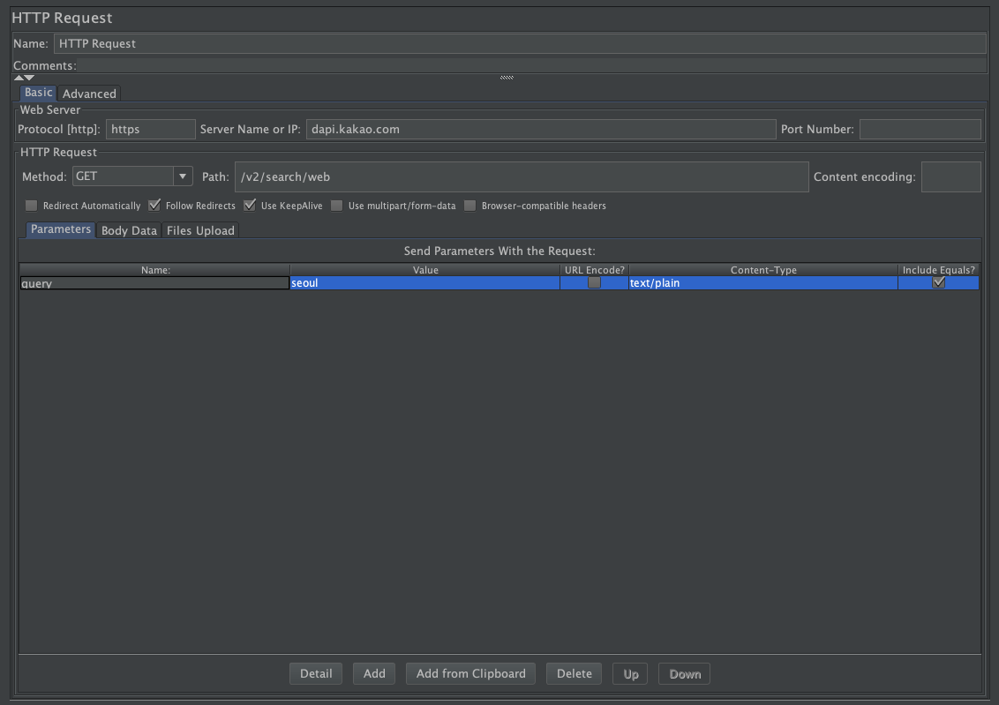 HTTP Request
Name: HTTP Request
Comments:
Basic Advanced
Web Server
Protocol [http]: https Server Name or IP: dapi.kakao.com Port Number:
HTTP Request
Method: GET Path: /v2/search/web Content encoding:
Redirect Automatically Follow Redirects Use KeepAlive Use multipart/form-data Browser-compatible headers
Parameters Body Data Files Upload
Send Parameters With the Request:
Name: Value URL Encode? Content-Type Include Equals?
query seoul text/plain
Detail Add Add from Clipboard Delete Up Down